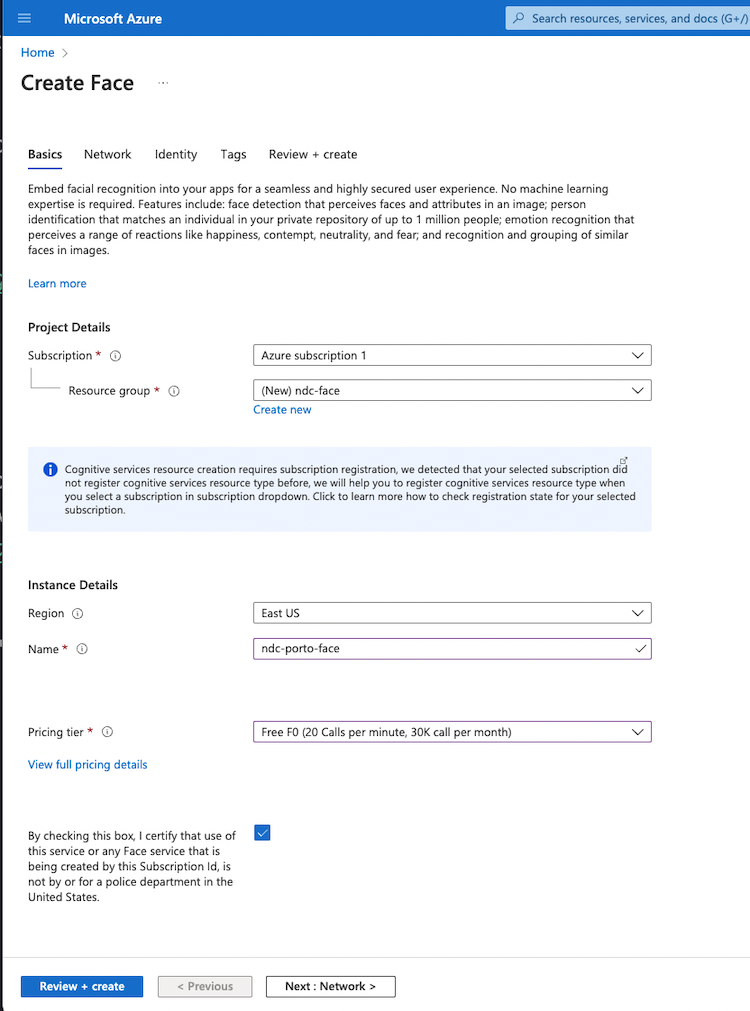 Microsoft Azure
Search resources, services, and docs (G+/)
Home >
Create Face ...
Basics Network Identity Tags Review + create
Embed facial recognition into your apps for a seamless and highly secured user experience. No machine learning
expertise is required. Features include: face detection that perceives faces and attributes in an image; person
identification that matches an individual in your private repository of up to 1 million people; emotion recognition that
perceives a range of reactions like happiness, contempt, neutrality, and fear; and recognition and grouping of similar
faces in images.
Learn more
Project Details
Subscription * Azure subscription 1
Resource group * (New) ndc-face
Create new
Cognitive services resource creation requires subscription registration, we detected that your selected subscription did
not register cognitive services resource type before, we will help you to register cognitive services resource type when
you select a subscription in subscription dropdown. Click to learn more how to check registration state for your selected
subscription.
Instance Details
Region East US
Name * ndc-porto-face
Pricing tier * Free F0 (20 Calls per minute, 30K call per month)
View full pricing details
By checking this box, I certify that use of
this service or any Face service that is
being created by this Subscription Id, is
not by or for a police department in the
United States.
Review + create < Previous Next : Network >